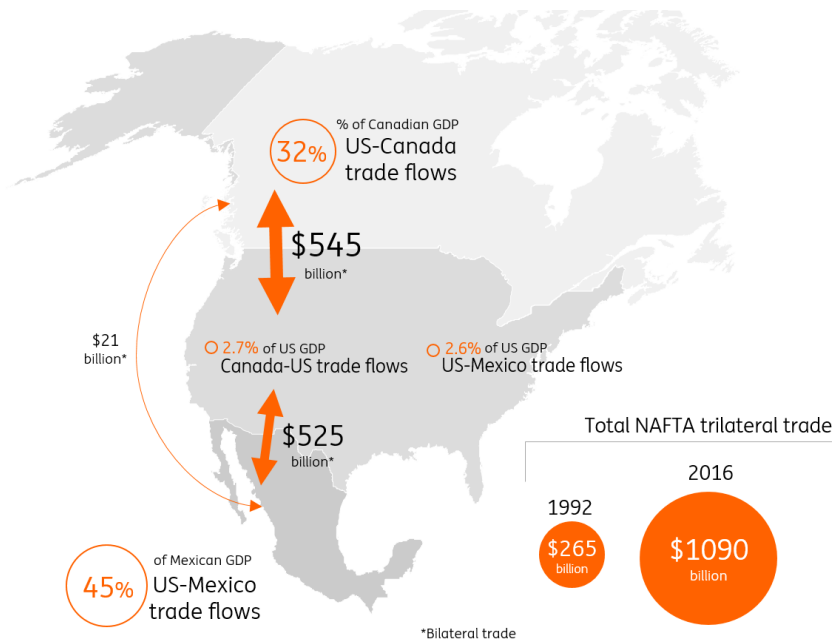 % of Canadian GDP
32%
US-Canada
trade flows
$545
billion*
$21
billion*
2.7% of US GDP
Canada-US trade flows
2.6% of US GDP
US-Mexico trade flows
$525
billion*
Total NAFTA trilateral trade
2016
1992
$265
billion
$1090
billion
of Mexican GDP
45%
US-Mexico
trade flows
*Bilateral trade